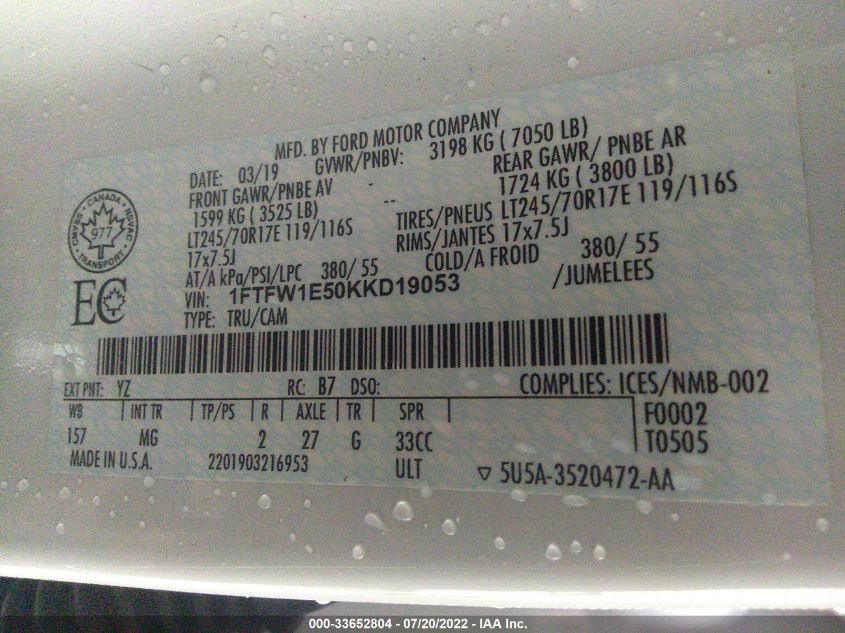 MFD. BY FORD MOTOR COMPANY
DATE: 03/19 GVWR/PNBV: 3198 KG ( 7050 LB)
FRONT GAWR/PNBE AV - REAR GAWR/ PNBE AR
1599 KG ( 3525 LB) -- 1724 KG ( 3800 LB)
LT245/70R17E 119/116S TIRES/PNEUS LT245/70R17E 119/116S
17x7.5J RIMS/JANTES 17x7.5J
AT/A kPa/PSI/LPC 380/ 55 COLD/A FROID 380/ 55
VIN: 1FTFW1E50KKD19053 /JUMELEES
TYPE: TRU/CAM
CANADA
NSVAC
TRANSPORT
SVAMC
977
EC
EXT PNT: YZ RC: B7 DSO: COMPLIES: ICES/NMB-002
WB INT TR TP/PS R AXLE TR SPR F0002
157 MG 2 27 G 33CC T0505
MADE IN U.S.A. 2201903216953 ULT ▽ 5U5A-3520472-AA
000-33652804 - 07/20/2022 - IAA Inc.